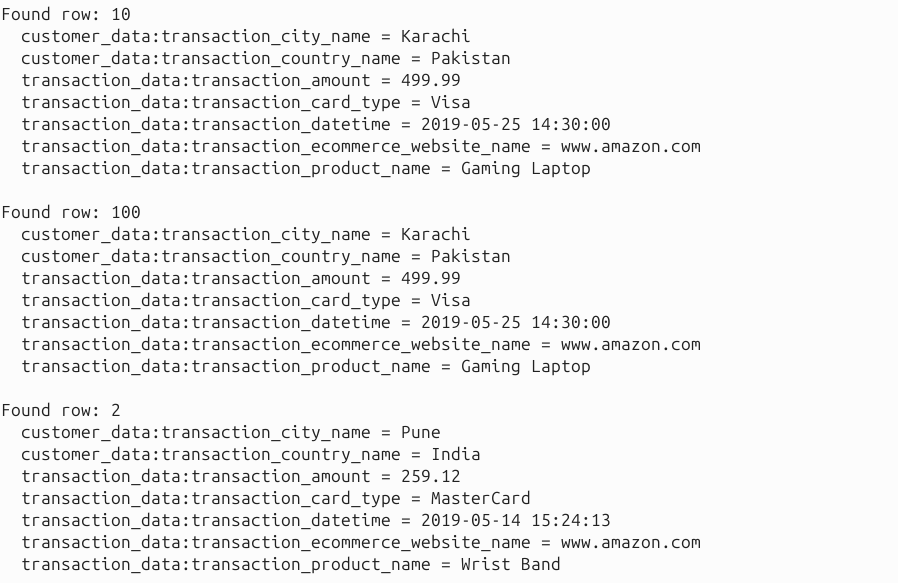 Found row: 10
customer_data:transaction_city_name = Karachi
customer_data:transaction_country_name = Pakistan
transaction_data:transaction_amount = 499.99
transaction_data:transaction_card_type = Visa
transaction_data:transaction_datetime = 2019-05-25 14:30:00
transaction_data:transaction_ecommerce_website_name = www.amazon.com
transaction_data:transaction_product_name = Gaming Laptop
Found row: 100
customer_data:transaction_city_name = Karachi
customer_data:transaction_country_name = Pakistan
transaction_data:transaction_amount = 499.99
transaction_data:transaction_card_type = Visa
transaction_data:transaction_datetime = 2019-05-25 14:30:00
transaction_data:transaction_ecommerce_website_name = www.amazon.com
transaction_data:transaction_product_name = Gaming Laptop
Found row: 2
customer_data:transaction_city_name = Pune
customer_data:transaction_country_name = India
transaction_data:transaction_amount = 259.12
transaction_data:transaction_card_type = MasterCard
transaction_data:transaction_datetime = 2019-05-14 15:24:13
transaction_data:transaction_ecommerce_website_name = www.amazon.com
transaction_data:transaction_product_name = Wrist Band